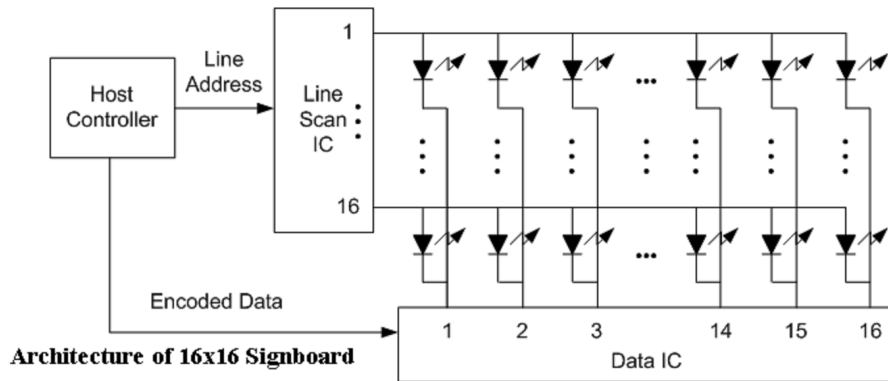 1
Line
Address
Host
Controller
Line
Scan
IC
16
Encoded Data
1 2 3 14 15 16
Data IC
Architecture of 16x16 Signboard